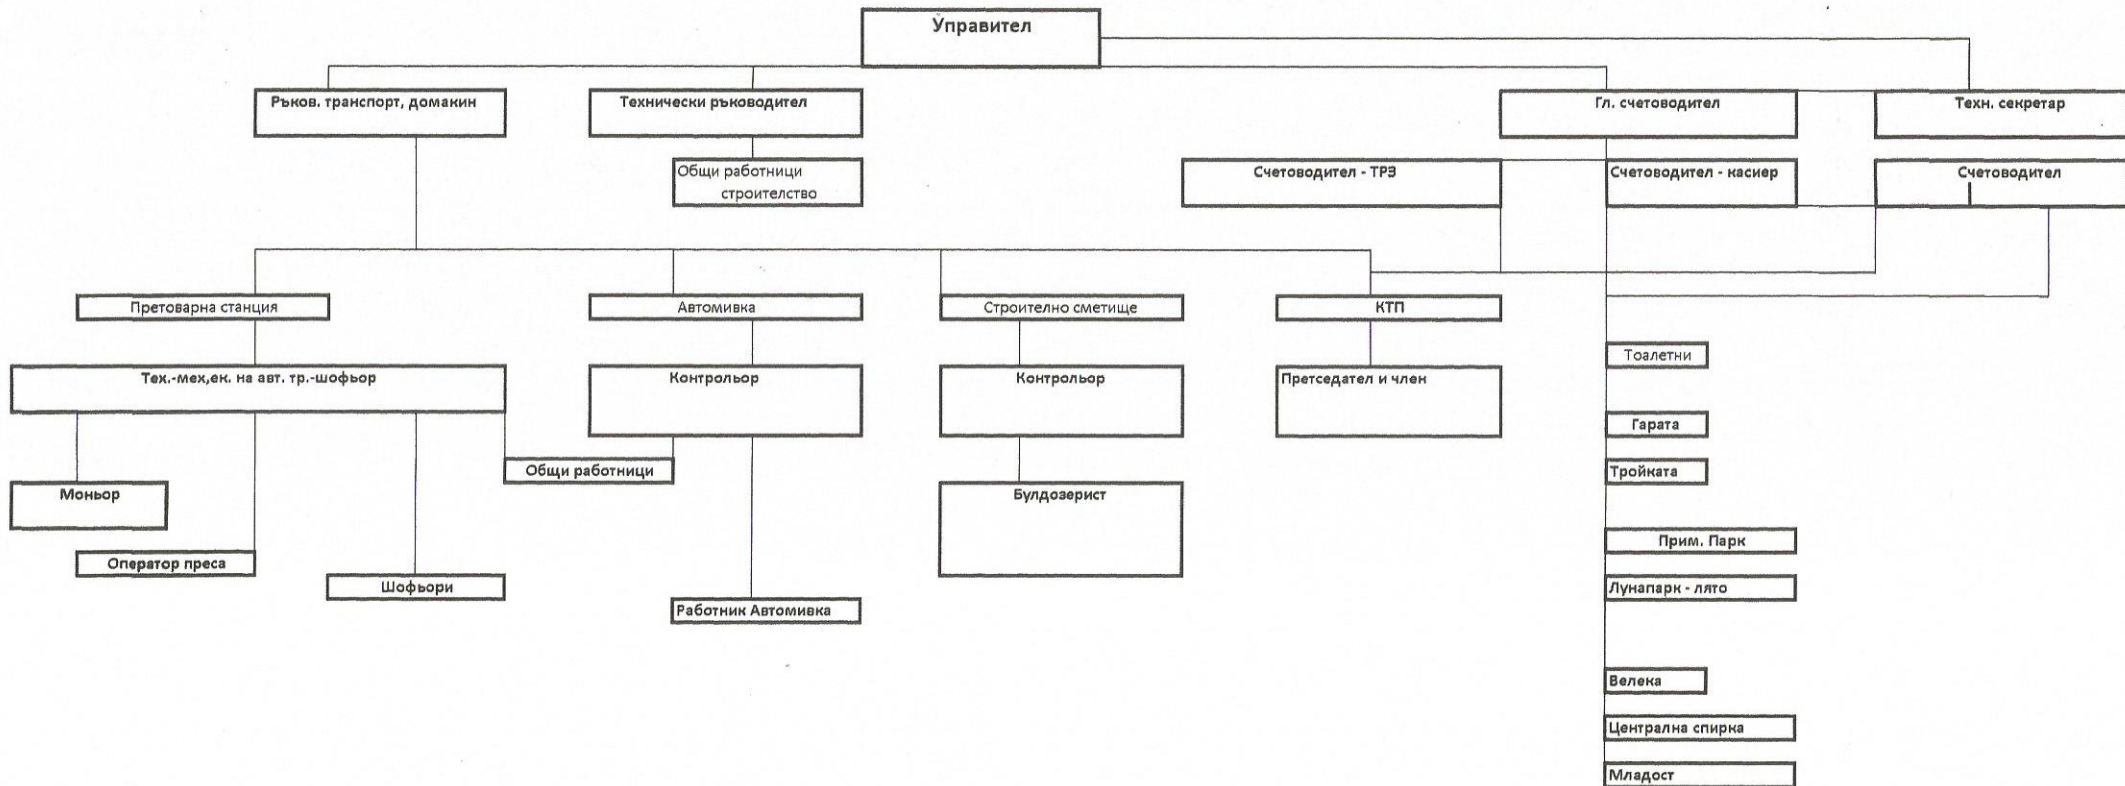 Управител
Ръков. транспорт, домакин
Технически ръководител
Гл. счетоводител
Техн. секретар
Общи работници
строителство
Счетоводител - ТРЗ
Счетоводител - касиер
Счетоводител
Претоварна станция
Автомивка
Строително сметище
КТП
Тоалетни
Тех.-мех,ек. на авт. тр.-шофьор
Контрольор
Контрольор
Претседател и член
Гарата
Общи работници
Тройката
Моньор
Булдозерист
Прим. Парк
Оператор преса
Шофьори
Лунапарк - лято
Работник Автомивка
Велека
Централна спирка
Младост